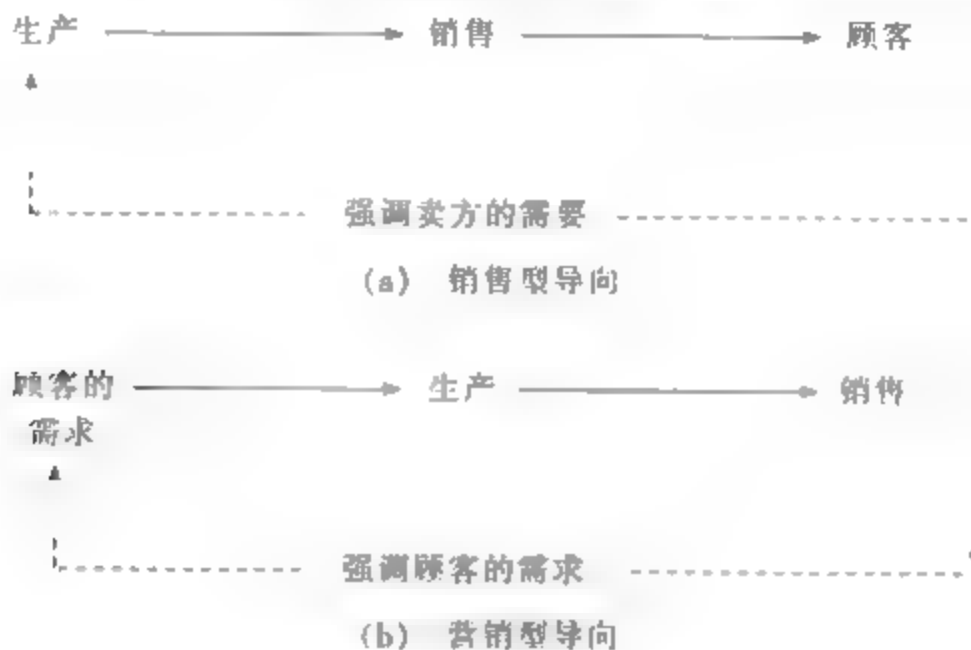 生产 销售 顾客
强调卖方的需要
(a) 销售型导向
顾客的 生产 销售
需求
强调顾客的需求
(b) 营销型导向